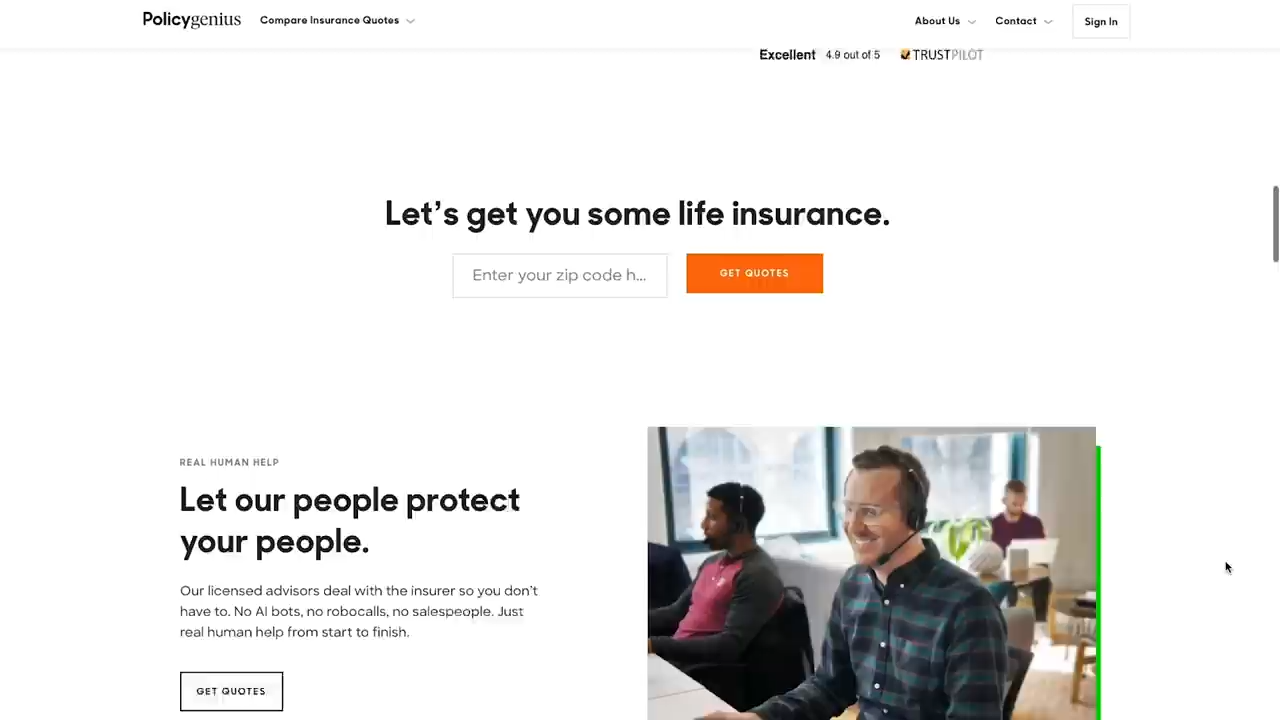 Policygenius Compare Insurance Quotes About Us Contact Sign In
Excellent 4.9 out of 5 TRUSTPILOT
Let’s get you some life insurance.
Enter your zip code h... GET QUOTES
REAL HUMAN HELP
Let our people protect
your people.
Our licensed advisors deal with the insurer so you don’t
have to. No AI bots, no robocalls, no salespeople. Just
real human help from start to finish.
GET QUOTES